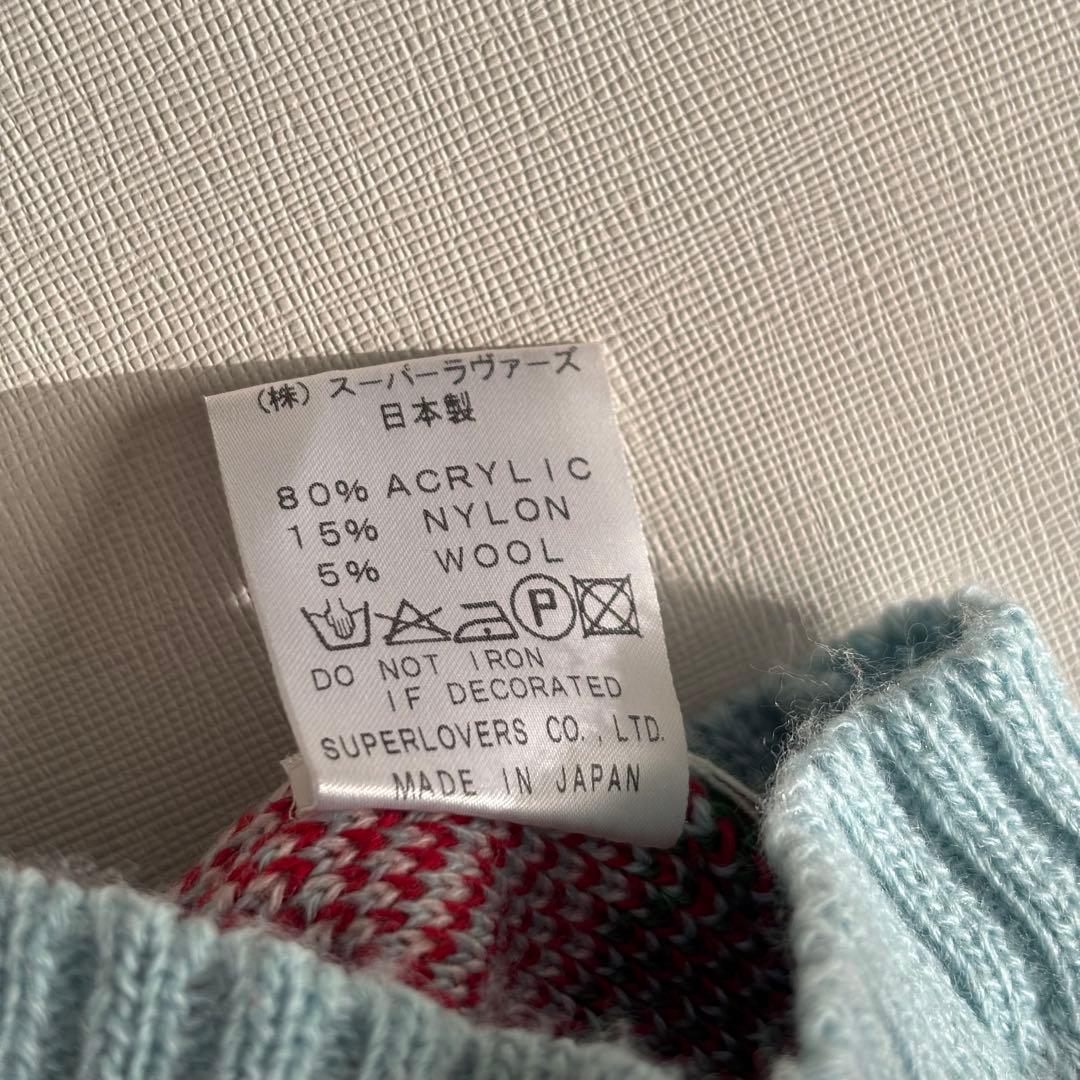 （株）スーパーラヴァーズ
日本製
80% ACRYLIC
15% NYLON
5% WOOL
P
DO NOT IRON
IF DECORATED
SUPERLOVERS CO., LTD.
MADE IN JAPAN